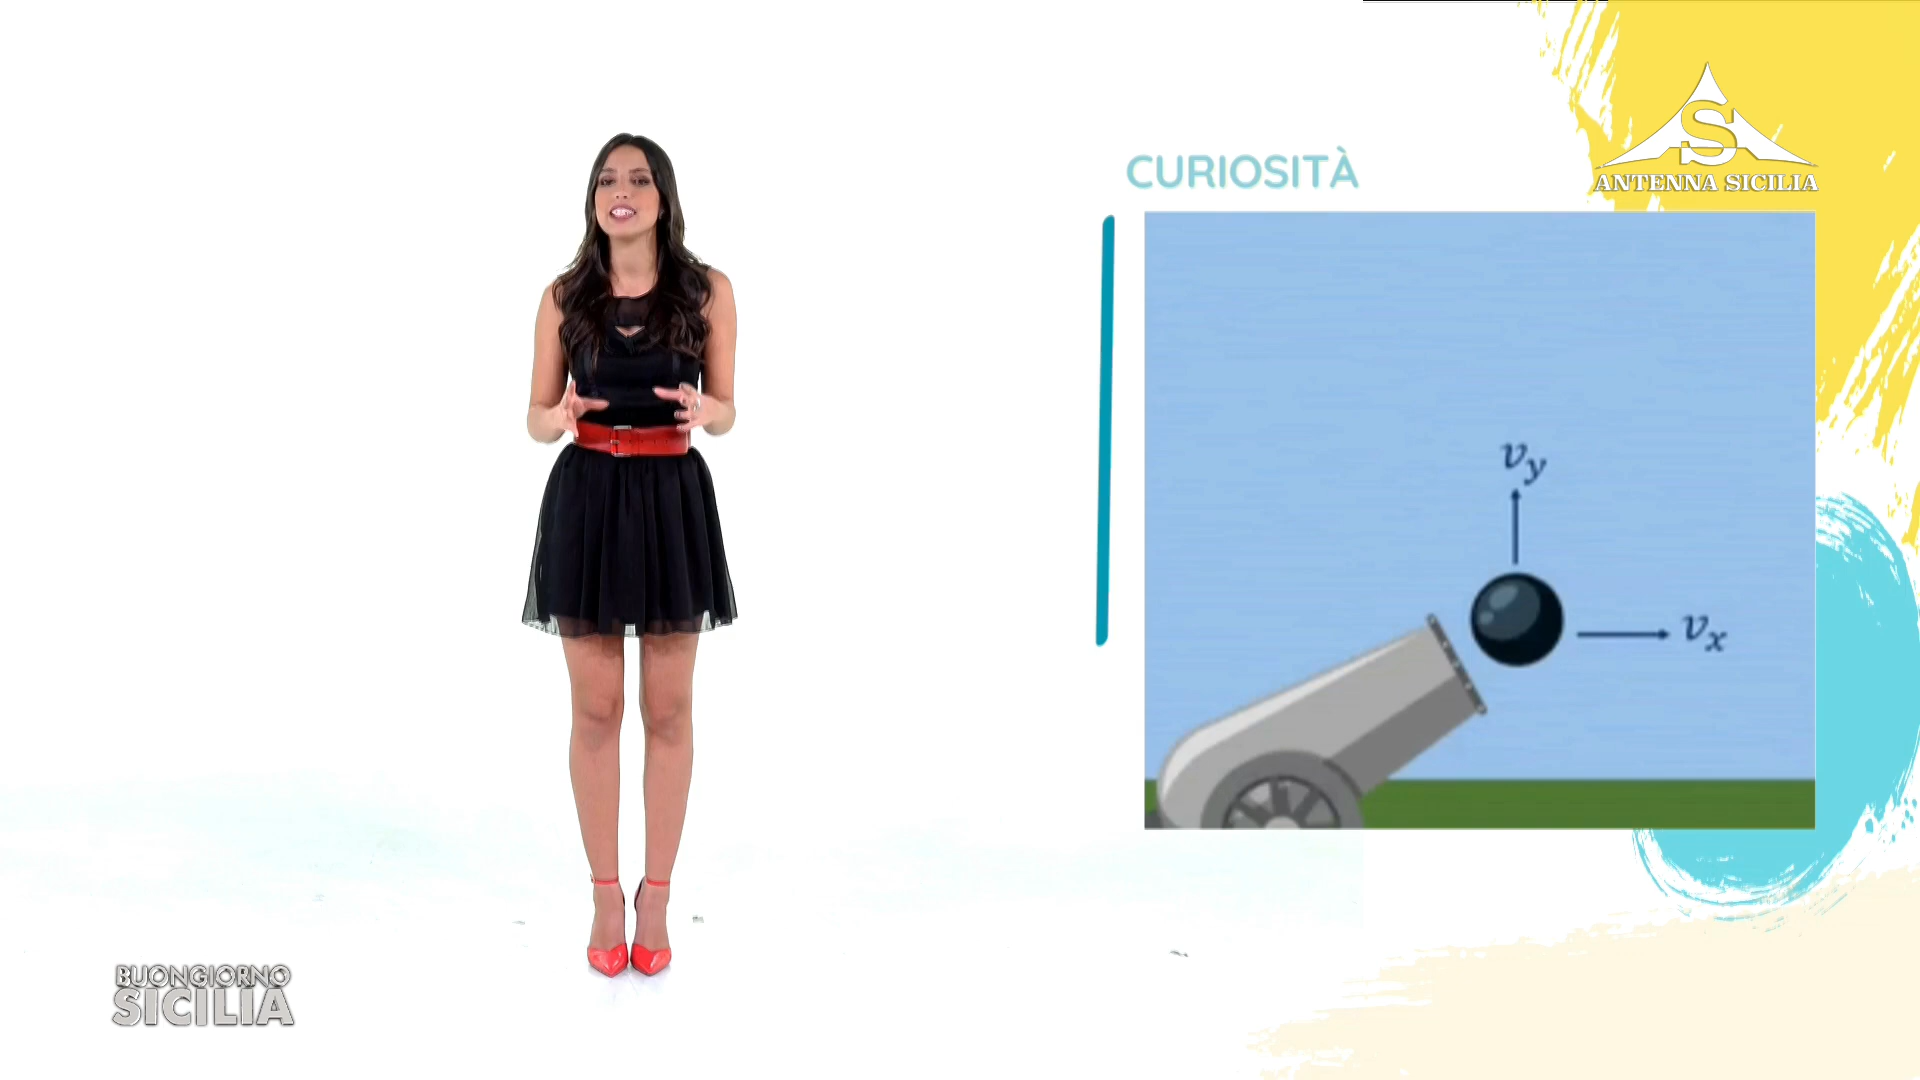 CURIOSITÀ
S
ANTENNA SICILIA
v_y
v_x
BUONGIORNO
SICILIA